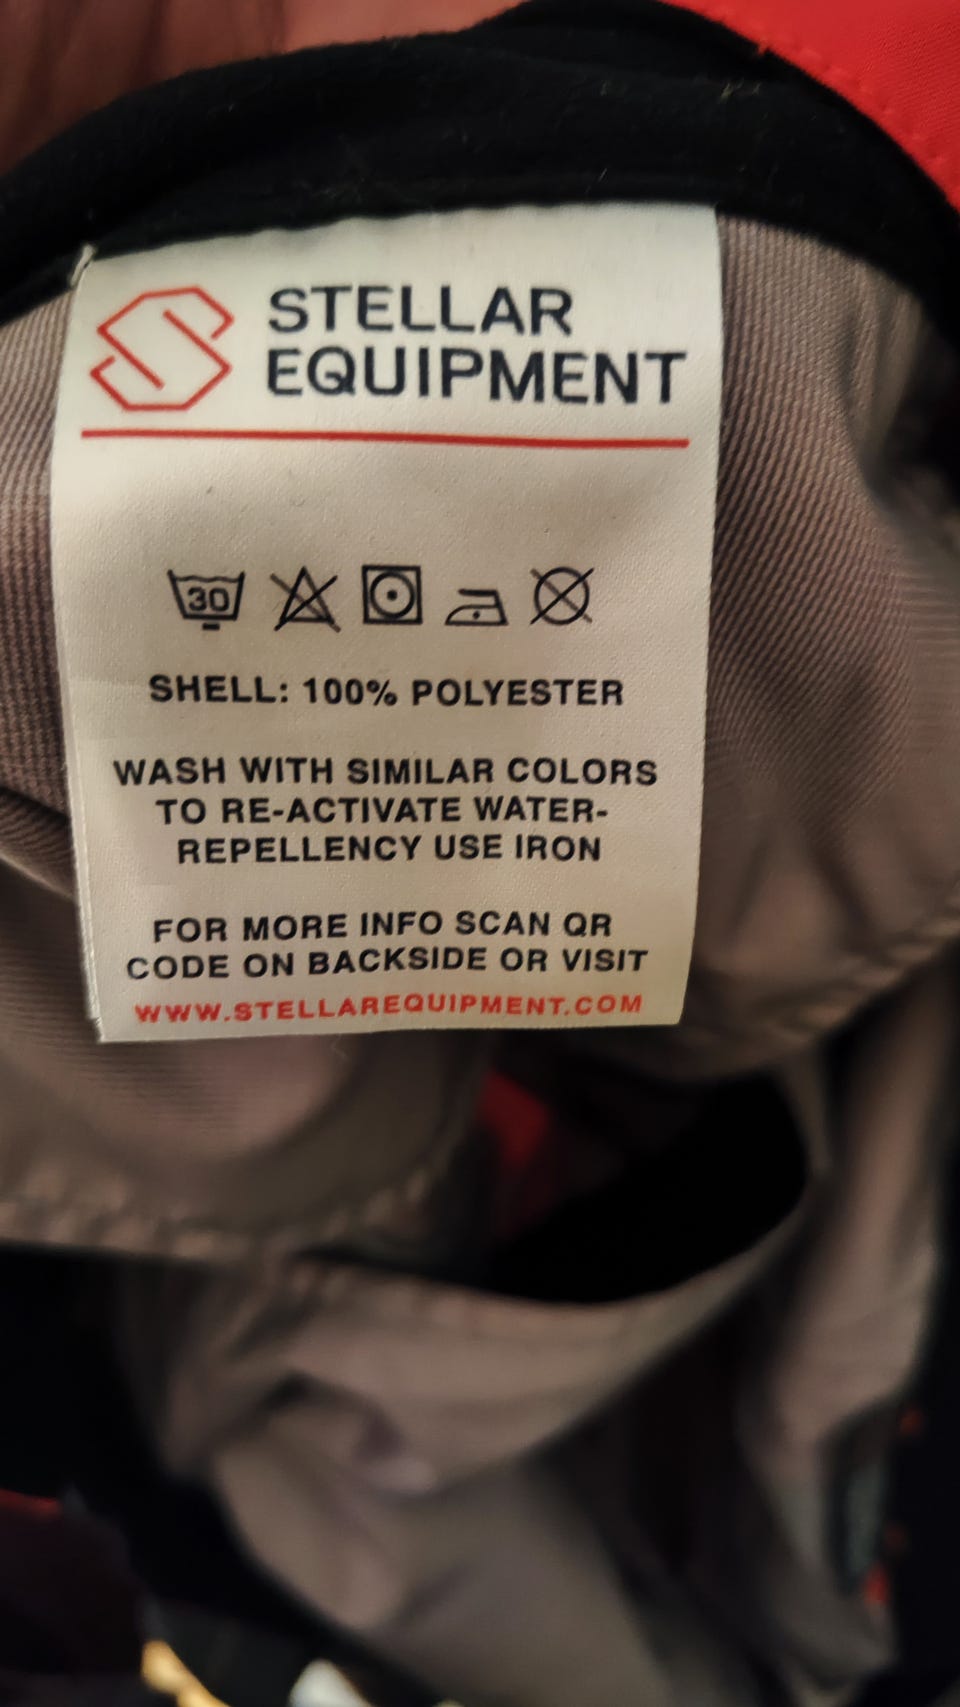 STELLAR
EQUIPMENT
30
SHELL: 100% POLYESTER
WASH WITH SIMILAR COLORS
TO RE-ACTIVATE WATER-
REPELLENCY USE IRON
FOR MORE INFO SCAN QR
CODE ON BACKSIDE OR VISIT
WWW.STELLAREQUIPMENT.COM